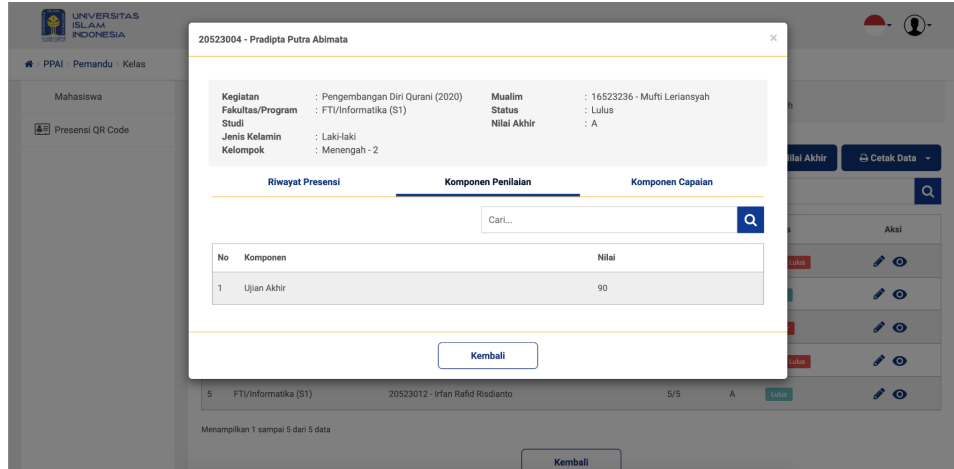 UNIVERSITAS
ISLAM
INDONESIA
PPAI
Pemandu
Kelas
Mahasiswa
Presensi QR Code
20523004 - Pradipta Putra Abimata
×
Kegiatan : Pengembangan Diri Qurani (2020)
Fakultas/Program Studi : FTI/Informatika (S1)
Jenis Kelamin : Laki-laki
Kelompok : Menengah - 2
Mualim : 16523236 - Mufti Leriansyah
Status : Lulus
Nilai Akhir : A
Riwayat Presensi Komponen Penilaian Komponen Capaian
Cari...
No Komponen Nilai
1 Ujian Akhir 90
Kembali
Akhir
Cetak Data
Aksi
Lulus
Lulus
5 FTI/Informatika (S1) 20523012 - Irfan Rafid Risdianto 5/5 A Lulus
Menampilkan 1 sampai 5 dari 5 data
Kembali